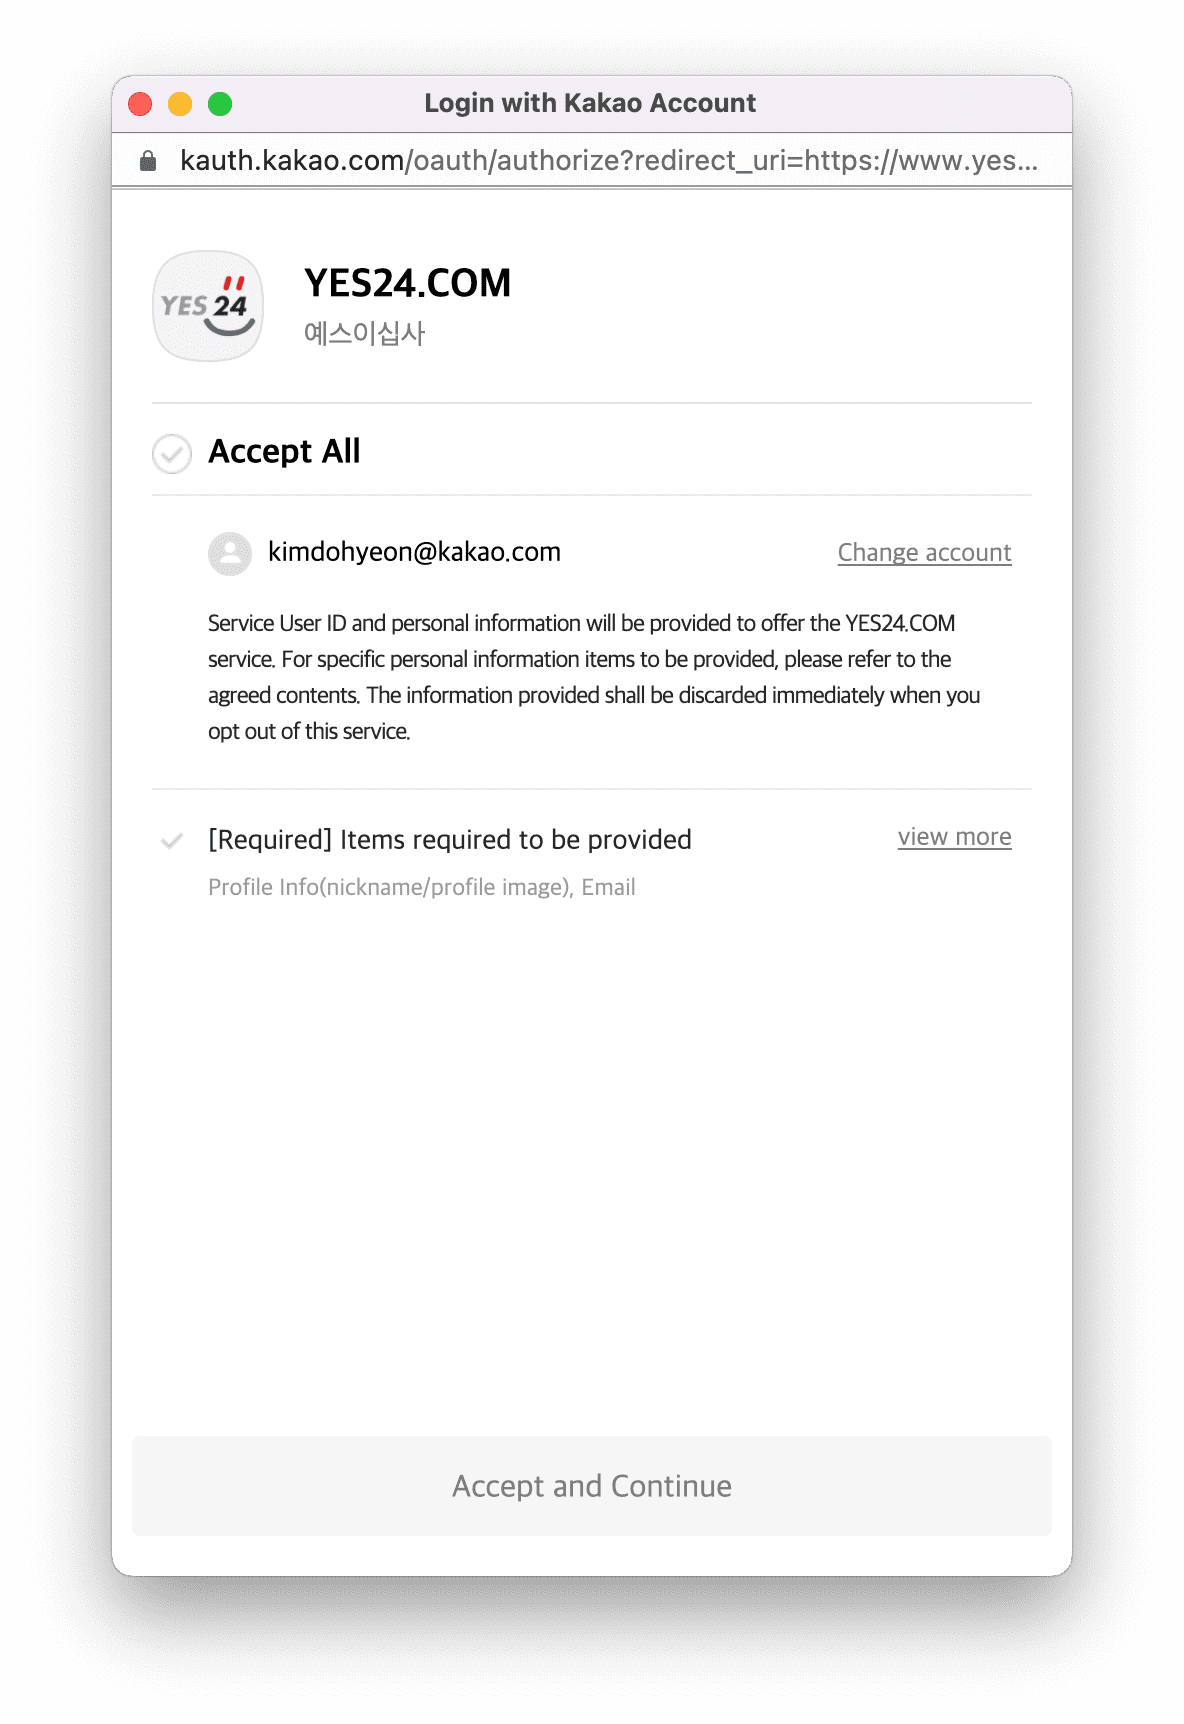 Login with Kakao Account
kauth.kakao.com/oauth/authorize?redirect_uri=https://www.yes...
YES24
YES24.COM
예스이십사
Accept All
kimdohyeon@kakao.com
Change account
Service User ID and personal information will be provided to offer the YES24.COM
service. For specific personal information items to be provided, please refer to the
agreed contents. The information provided shall be discarded immediately when you
opt out of this service.
[Required] Items required to be provided
view more
Profile Info(nickname/profile image), Email
Accept and Continue